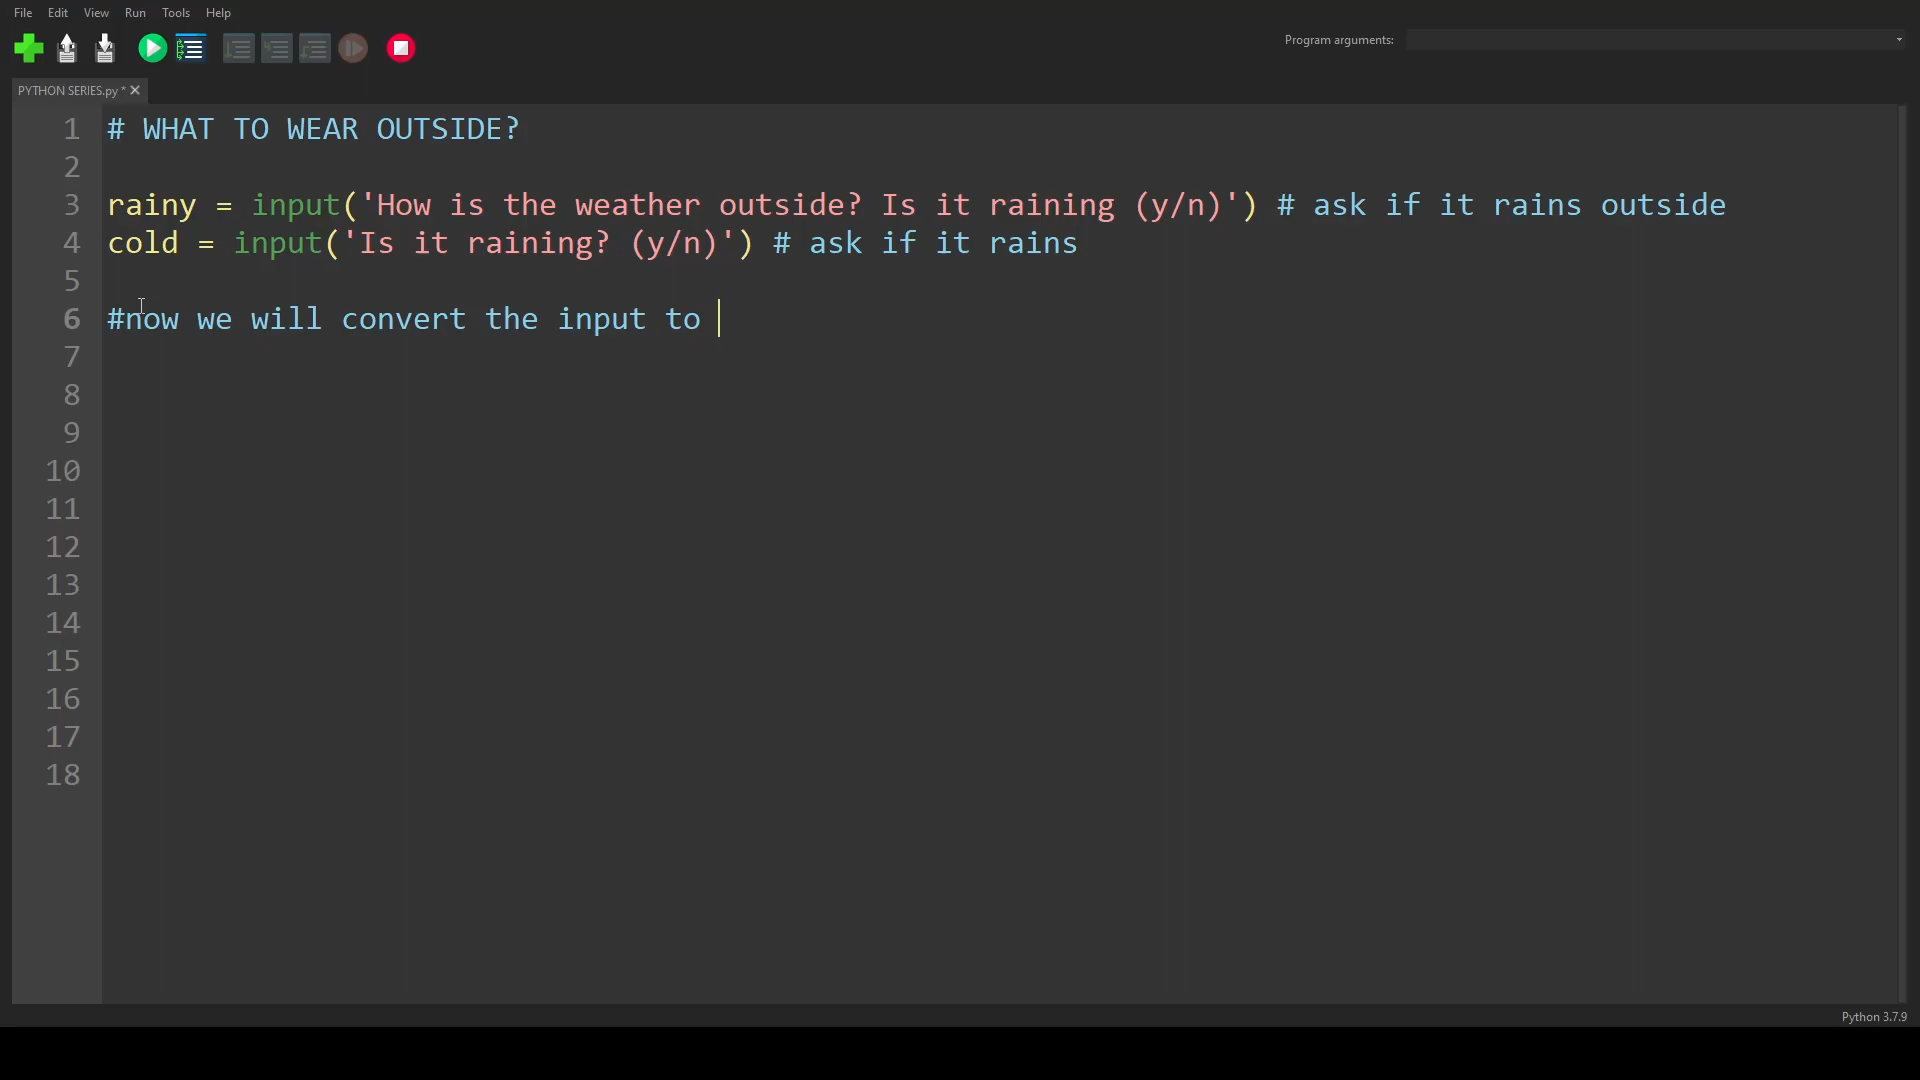 File Edit View Run Tools Help
Program arguments:
PYTHON SERIES.py *
1 # WHAT TO WEAR OUTSIDE?
2
3 rainy = input('How is the weather outside? Is it raining (y/n)') # ask if it rains outside
4 cold = input('Is it raining? (y/n)') # ask if it rains
5
6 #now we will convert the input to
7
8
9
10
11
12
13
14
15
16
17
18
Python 3.7.9